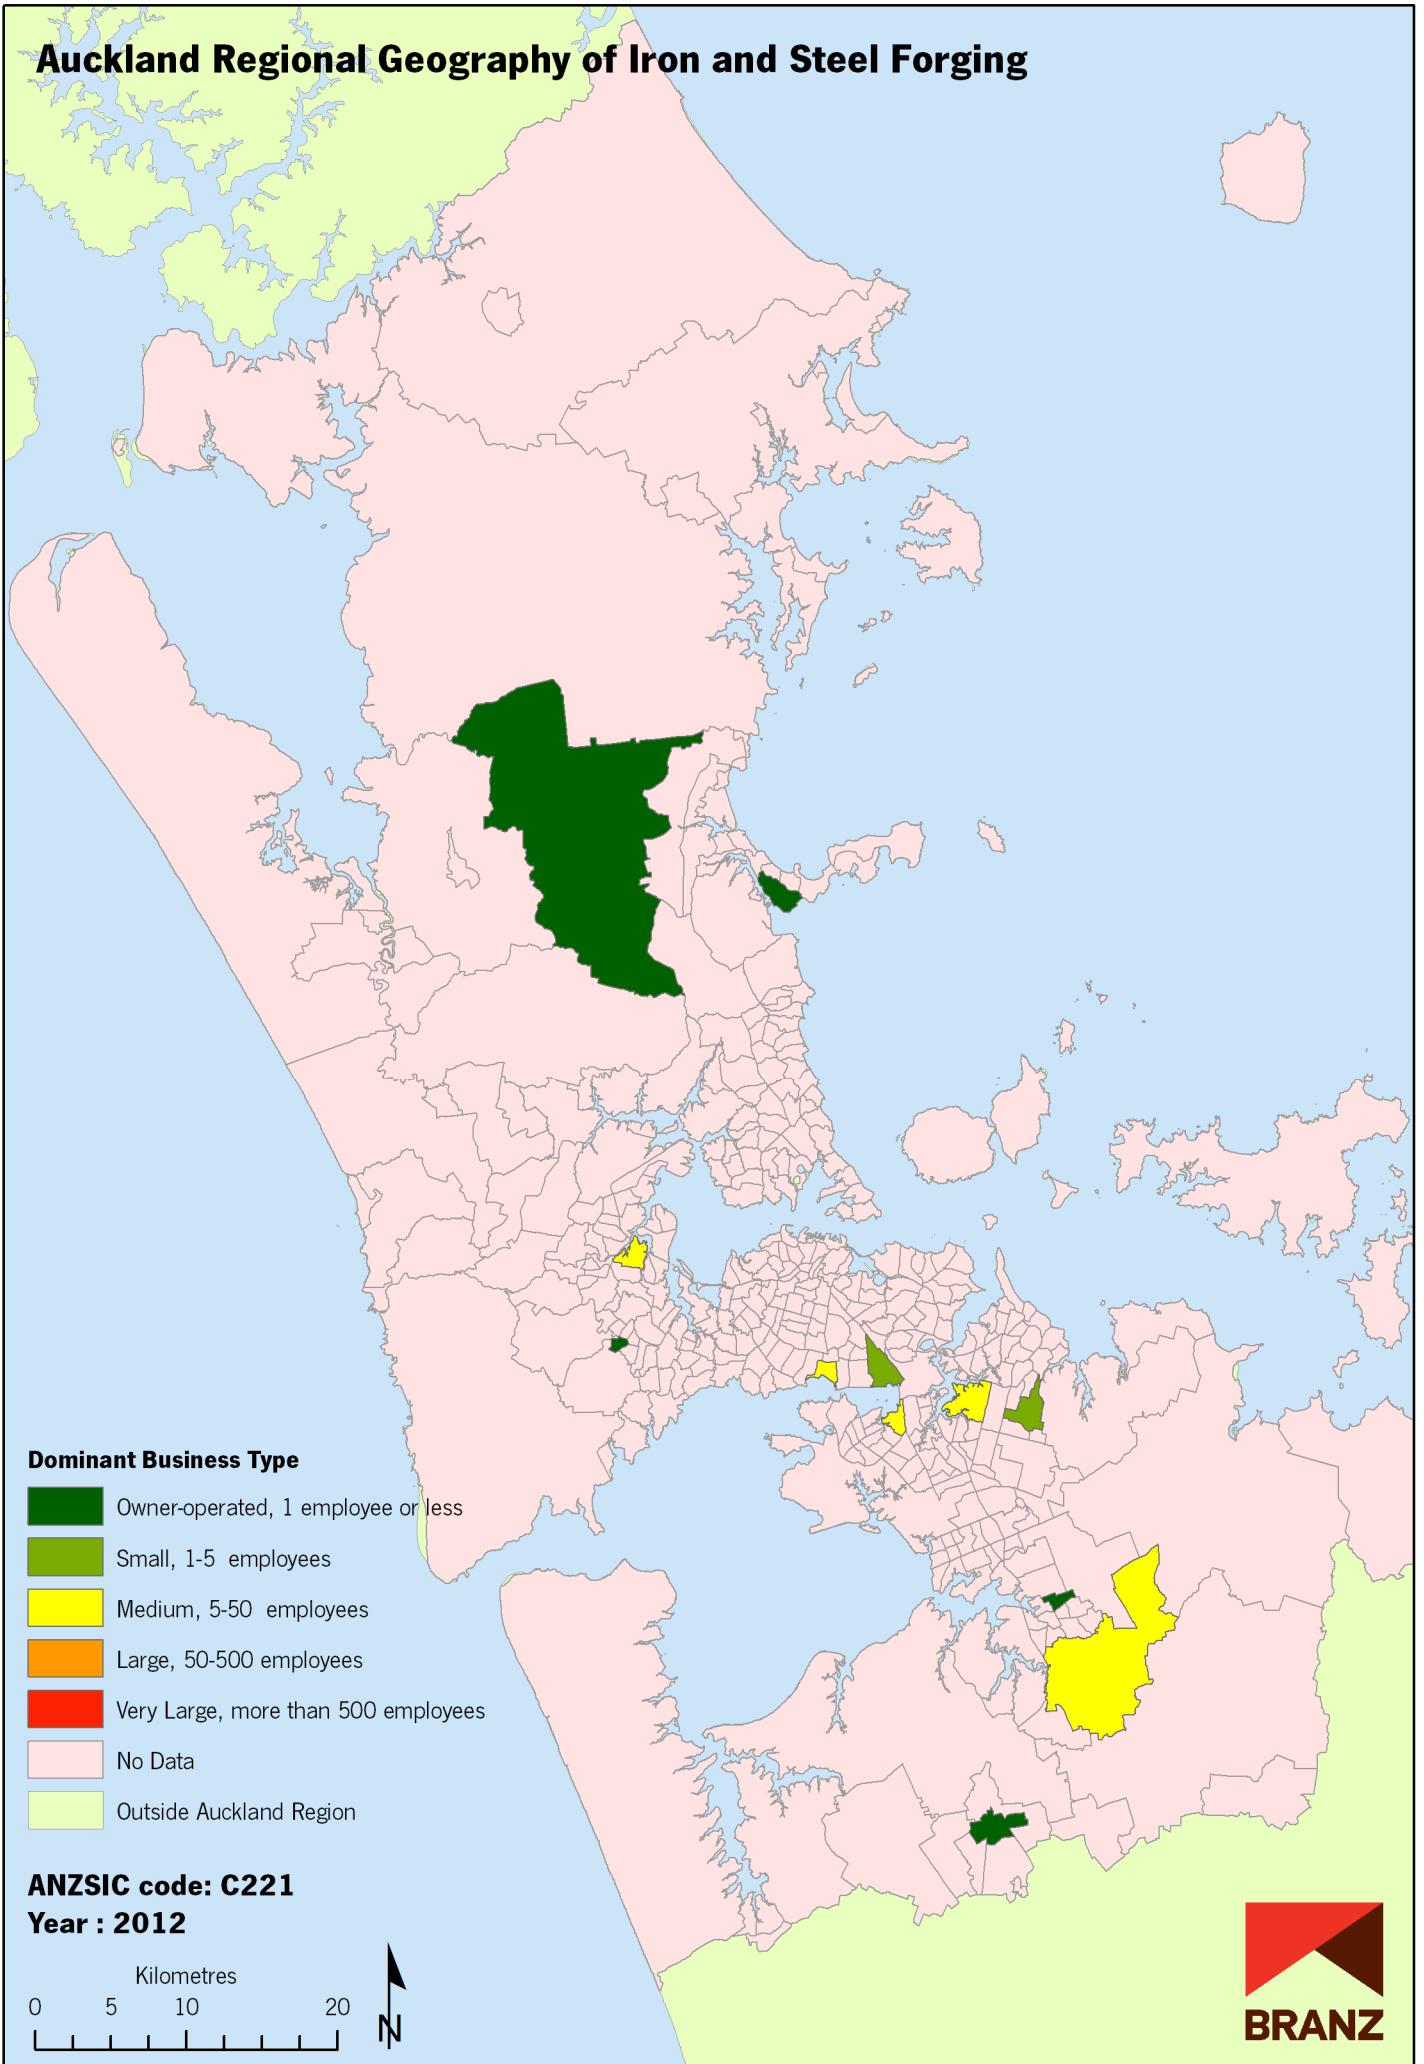 Auckland Regional Geography of Iron and Steel Forging
Dominant Business Type
Owner-operated, 1 employee or less
Small, 1-5 employees
Medium, 5-50 employees
Large, 50-500 employees
Very Large, more than 500 employees
No Data
Outside Auckland Region
ANZSIC code: C221
Year : 2012
Kilometres
0 5 10 20
N
BRANZ